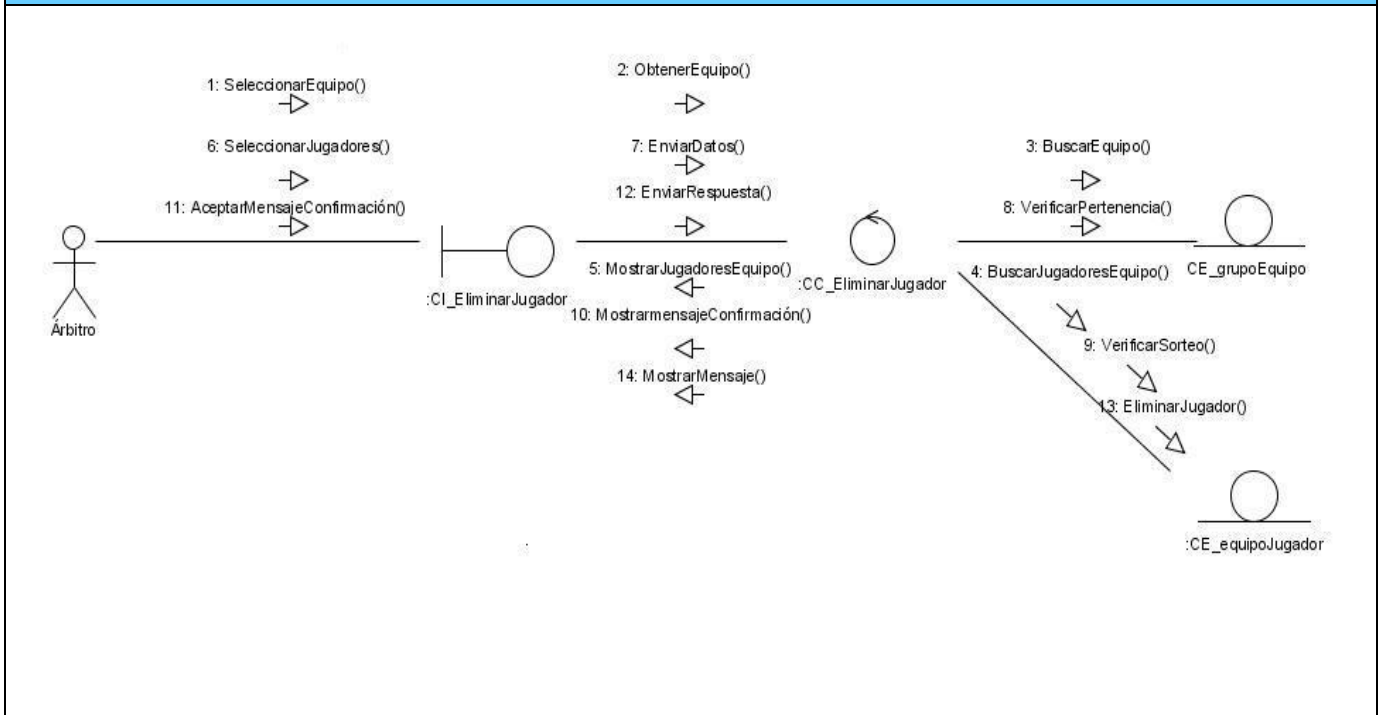 2: ObtenerEquipo()
1: SeleccionarEquipo()
6: SeleccionarJugadores()
7: EnviarDatos()
3: BuscarEquipo()
12: EnviarRespuesta()
11: AceptarMensajeConfirmación()
8: VerificarPertenencia()
5: MostrarJugadoresEquipo()
4: BuscarJugadoresEquipo()
CE_grupoEquipo
:CC_EliminarJugador
:CI_EliminarJugador
10: MostrarmensajeConfirmación()
Árbitro
9: VerificarSorteo()
14: MostrarMensaje()
13: EliminarJugador()
:CE_equipoJugador